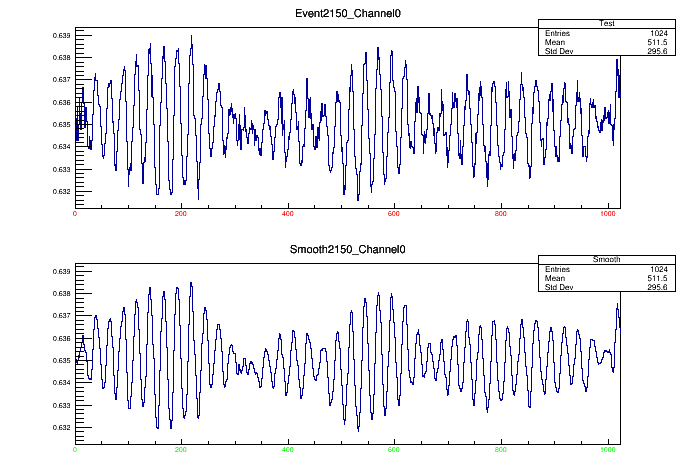 Event2150_Channel0
Test
Entries 1024
Mean 511.5
Std Dev 295.6
0.639
0.638
0.637
0.636
0.635
0.634
0.633
0.632
0 200 400 600 800 1000
Smooth2150_Channel0
Smooth
Entries 1024
Mean 511.5
Std Dev 295.6
0.639
0.638
0.637
0.636
0.635
0.634
0.633
0.632
0 200 400 600 800 1000